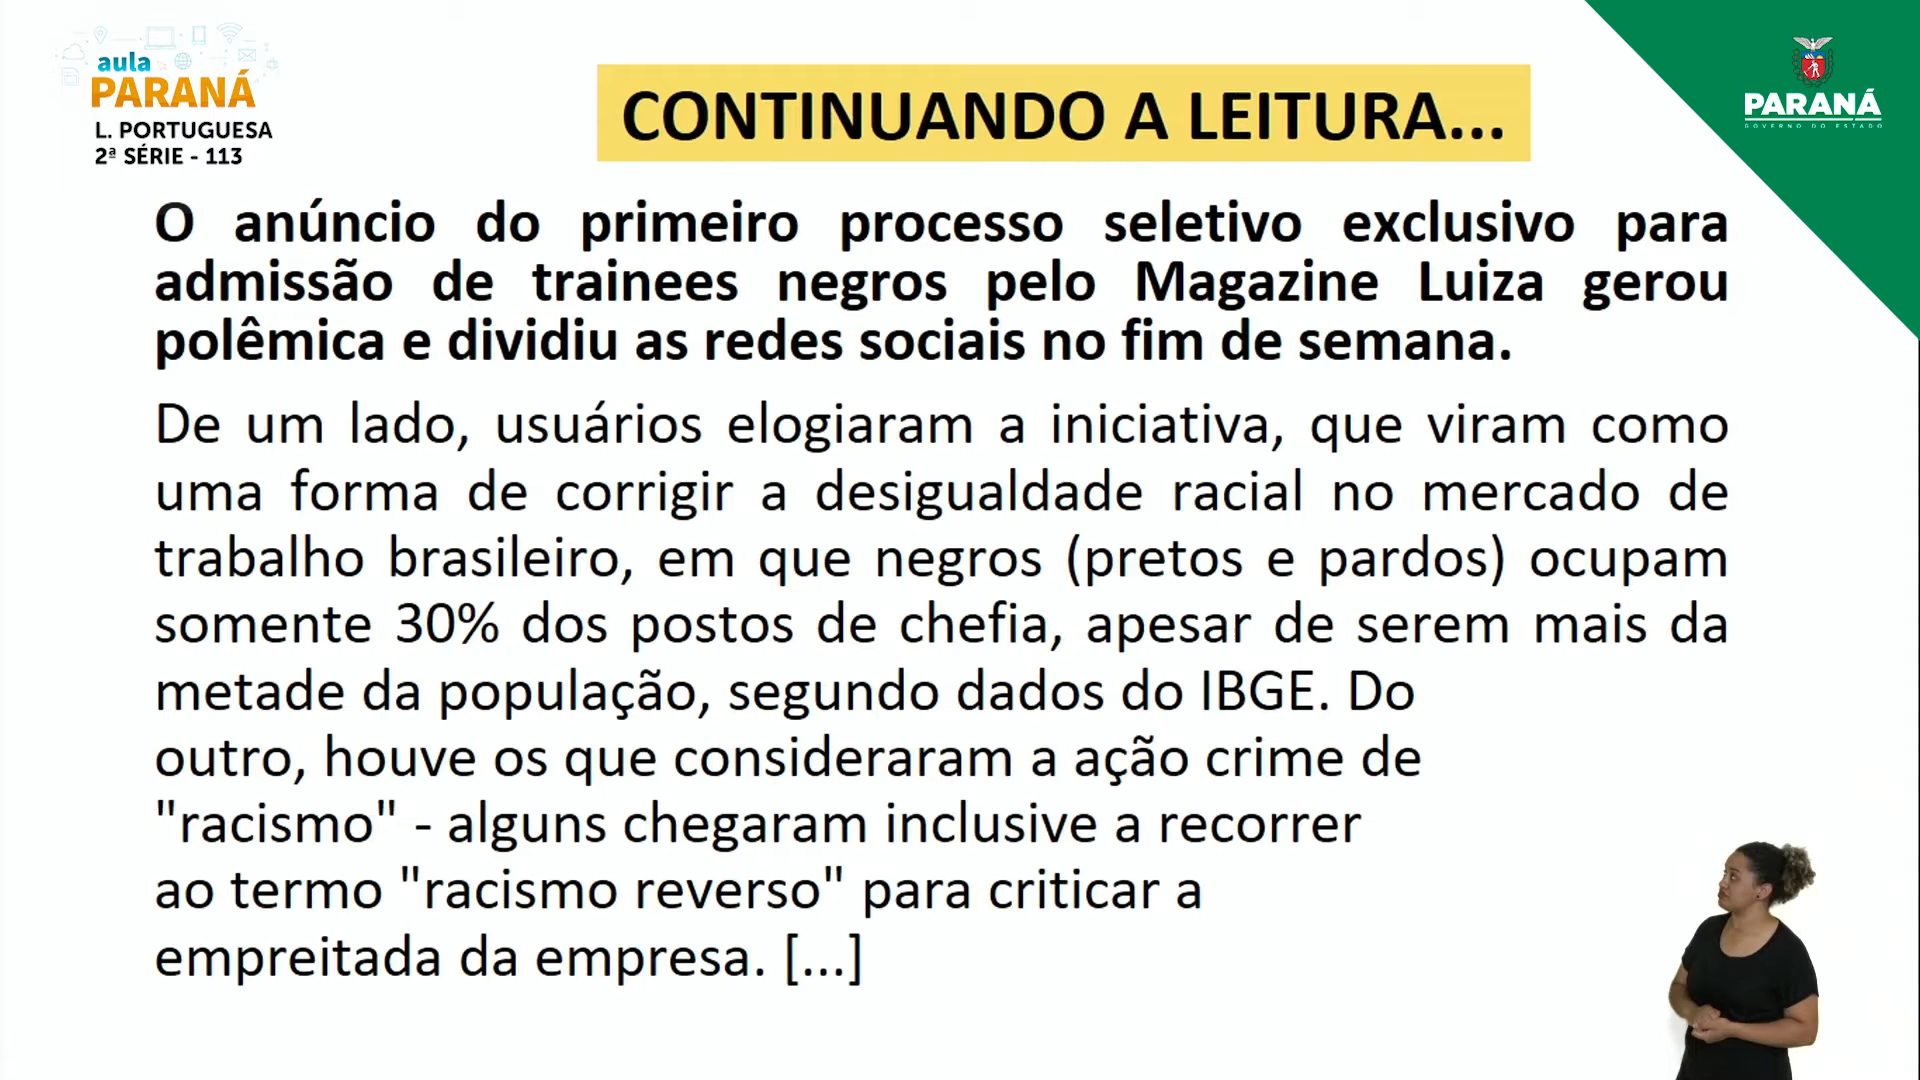 aula
PARANÁ
L. PORTUGUESA
2ª SÉRIE - 113
CONTINUANDO A LEITURA...
PARANÁ
GOVERNO DO ESTADO
O anúncio do primeiro processo seletivo exclusivo para
admissão de trainees negros pelo Magazine Luiza gerou
polêmica e dividiu as redes sociais no fim de semana.
De um lado, usuários elogiaram a iniciativa, que viram como
uma forma de corrigir a desigualdade racial no mercado de
trabalho brasileiro, em que negros (pretos e pardos) ocupam
somente 30% dos postos de chefia, apesar de serem mais da
metade da população, segundo dados do IBGE. Do
outro, houve os que consideraram a ação crime de
"racismo" - alguns chegaram inclusive a recorrer
ao termo "racismo reverso" para criticar a
empreitada da empresa. [...]